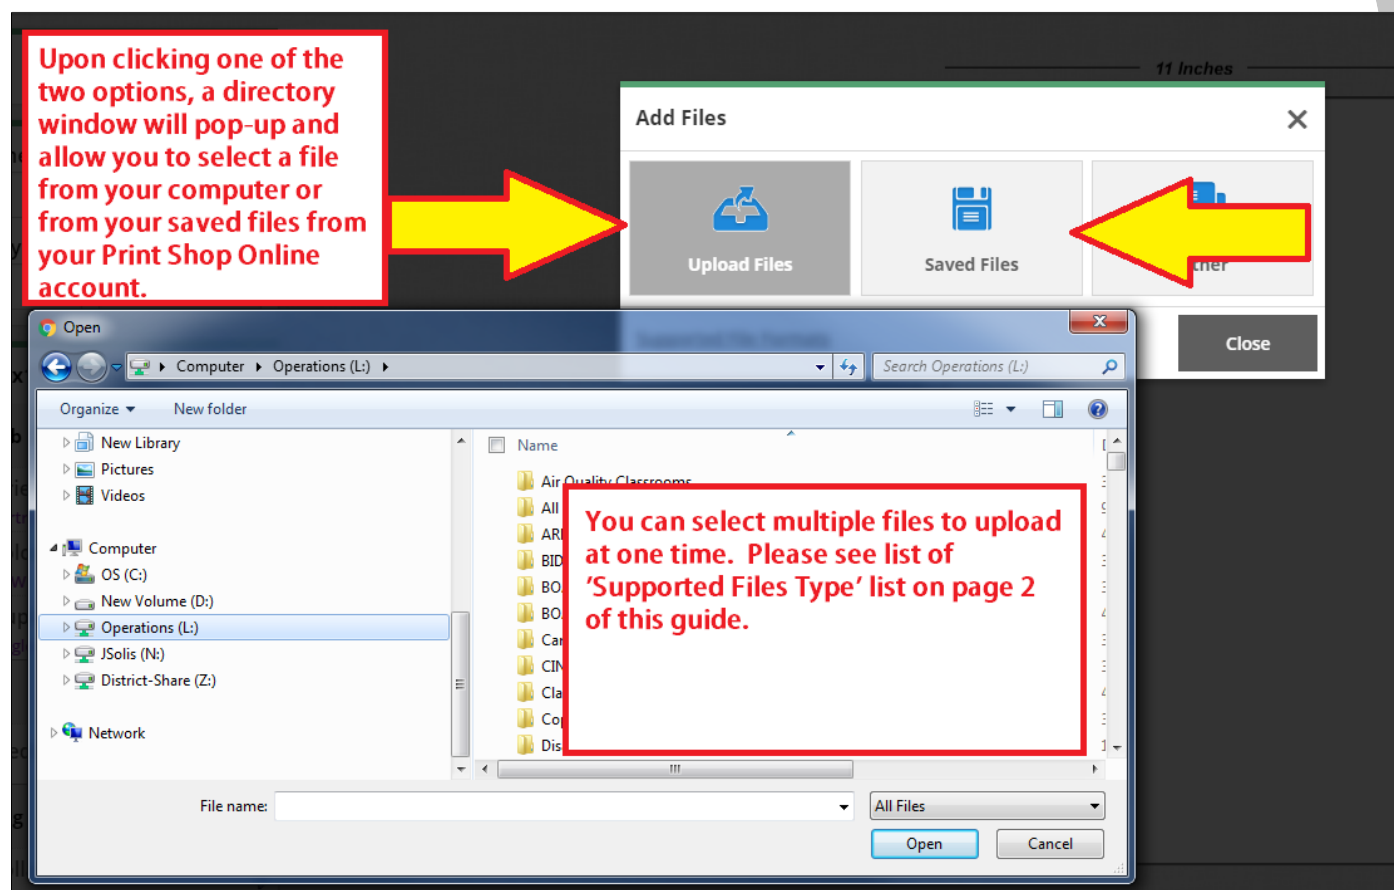 Upon clicking one of the
two options, a directory
window will pop-up and
allow you to select a file
from your computer or
from your saved files from
your Print Shop Online
account.
11 Inches
Add Files
Upload Files
Saved Files
Close
Open
Computer
Operations (L:)
Search Operations (L:)
Organize
New folder
New Library
Pictures
Videos
Computer
OS (C:)
New Volume (D:)
Operations (L:)
JSolis (N:)
District-Share (Z:)
Network
Name
Air Quality Classrooms
All
You can select multiple files to upload
at one time.  Please see list of
'Supported Files Type' list on page 2
of this guide.
File name:
All Files
Open
Cancel